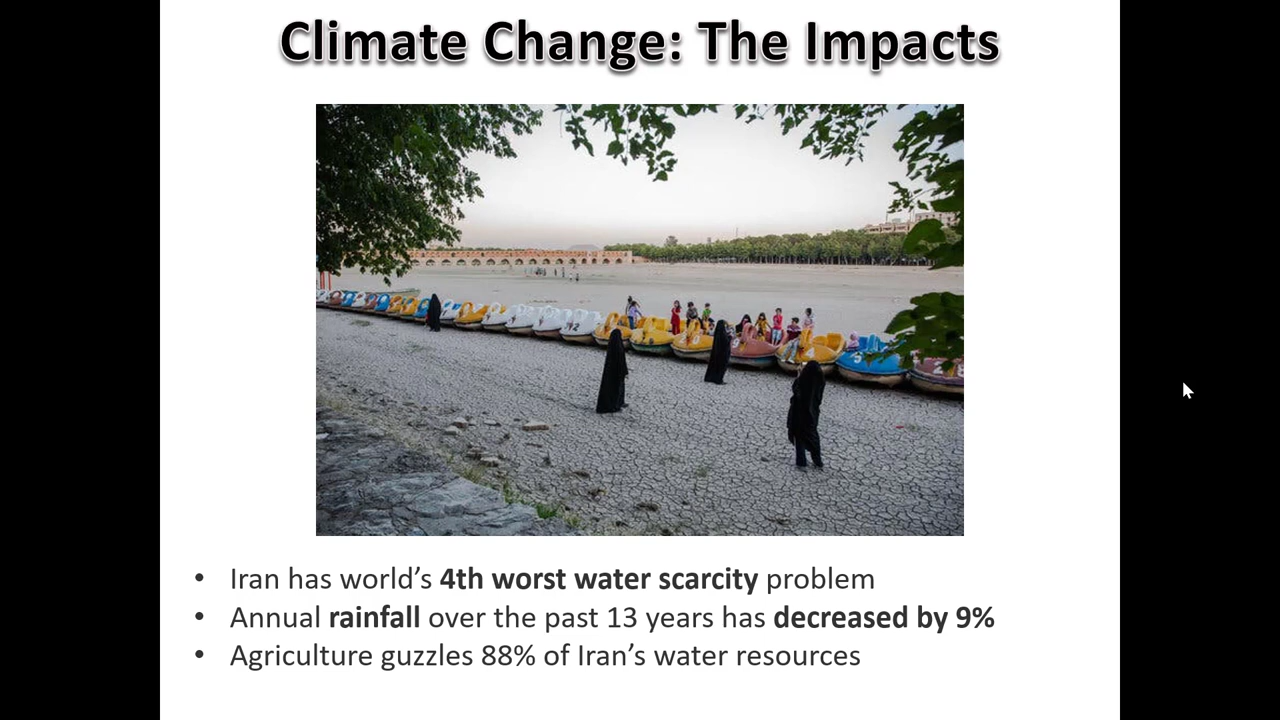 Climate Change: The Impacts
• Iran has world’s 4th worst water scarcity problem
• Annual rainfall over the past 13 years has decreased by 9%
• Agriculture guzzles 88% of Iran’s water resources